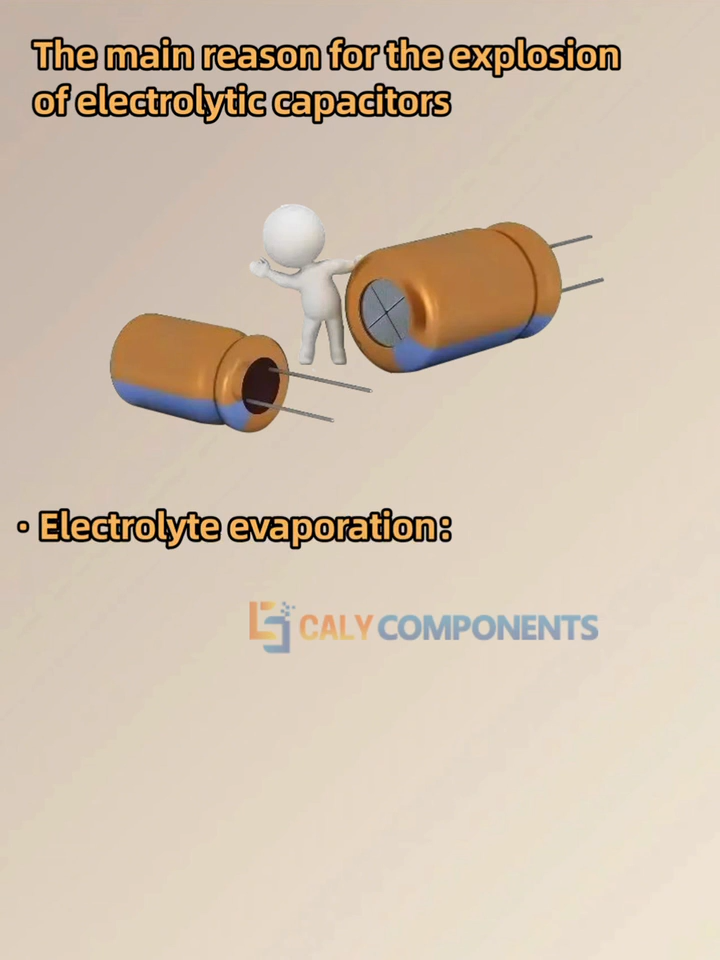 The main reason for the explosion
of electrolytic capacitors
· Electrolyte evaporation:
CALY COMPONENTS